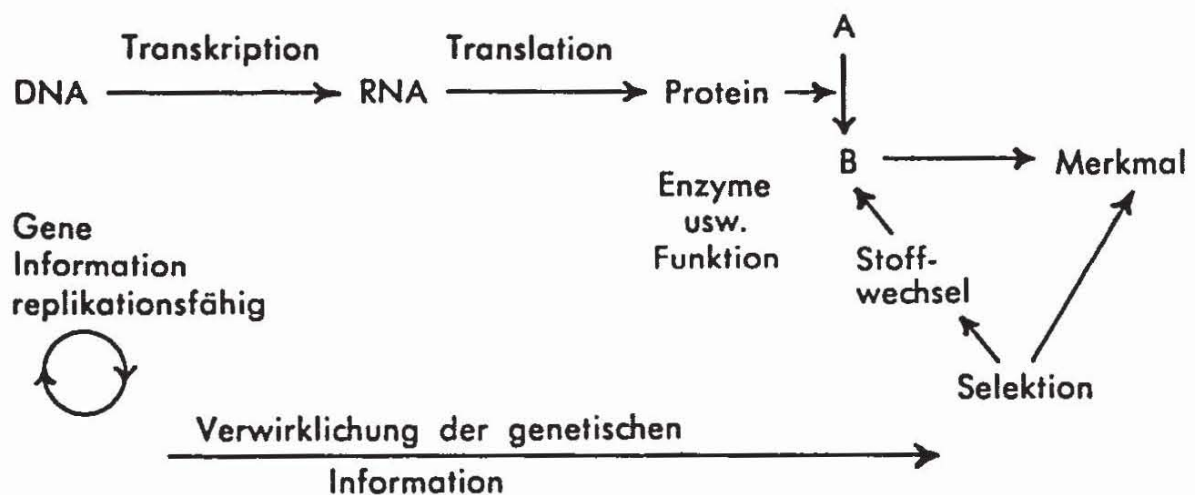 Transkription
Translation
A
DNA
RNA
Protein
B
Merkmal
Enzyme
usw.
Funktion
Gene
Information
replikationsfähig
Stoff-
wechsel
Selektion
Verwirklichung der genetischen
Information